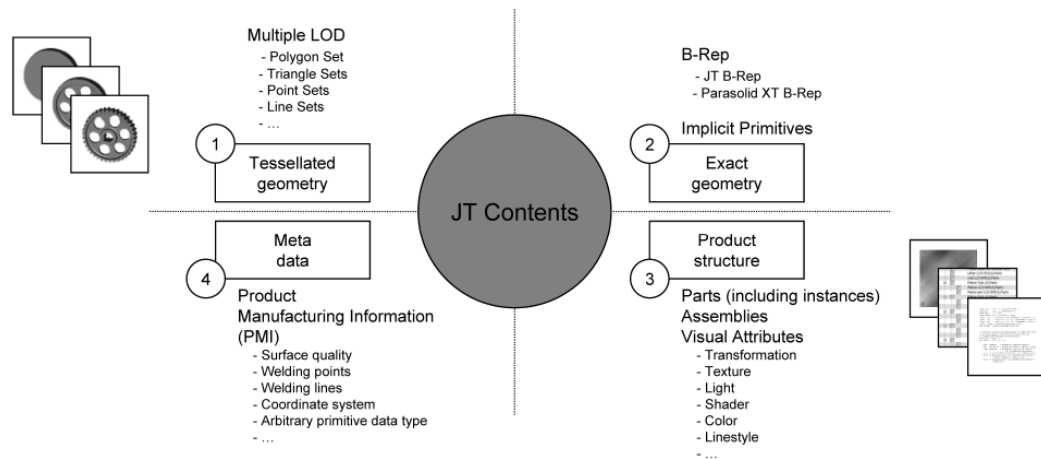 Multiple LOD
- Polygon Set
- Triangle Sets
- Point Sets
- Line Sets
- ...
1
Tessellated
geometry
B-Rep
- JT B-Rep
- Parasolid XT B-Rep
Implicit Primitives
2
Exact
geometry
JT Contents
Meta
data
4
Product
Manufacturing Information
(PMI)
- Surface quality
- Welding points
- Welding lines
- Coordinate system
- Arbitrary primitive data type
- ...
Product
structure
3
Parts (including instances)
Assemblies
Visual Attributes
- Transformation
- Texture
- Light
- Shader
- Color
- Linestyle
- ...